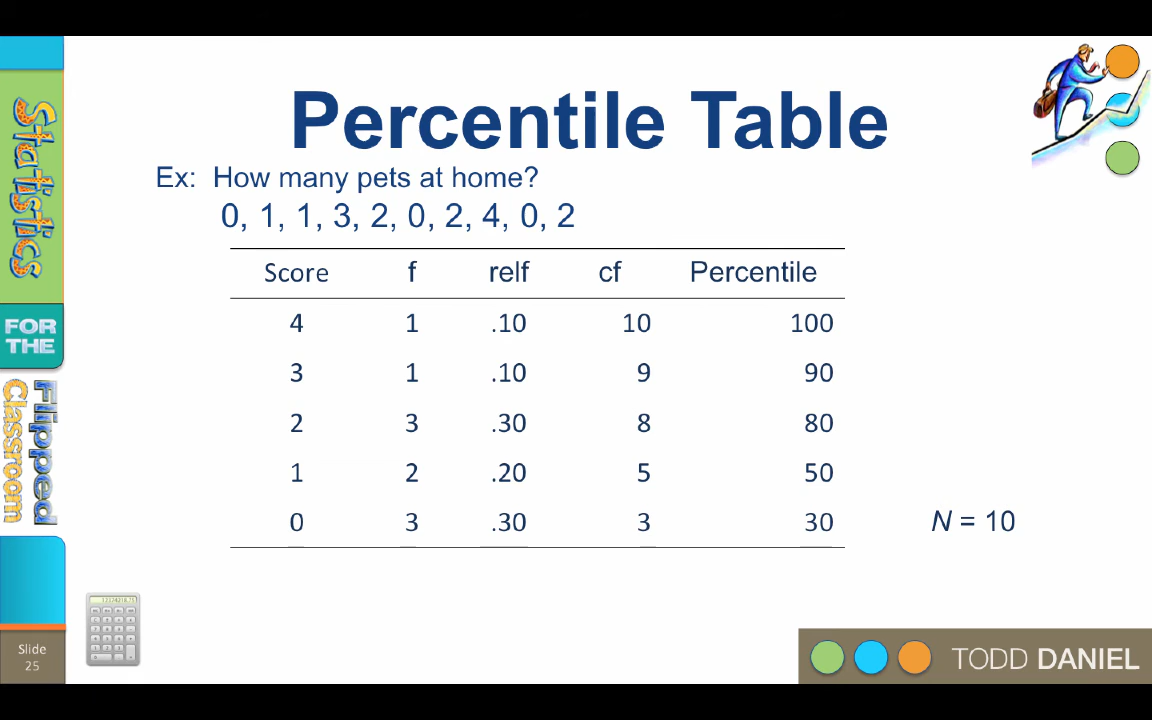 Percentile Table
Ex: How many pets at home?
0, 1, 1, 3, 2, 0, 2, 4, 0, 2
Score f relf cf Percentile
4 1 .10 10 100
3 1 .10 9 90
2 3 .30 8 80
1 2 .20 5 50
0 3 .30 3 30
N = 10
Statistics
FOR THE
Flipped
Classroom
Slide
25
TODD DANIEL